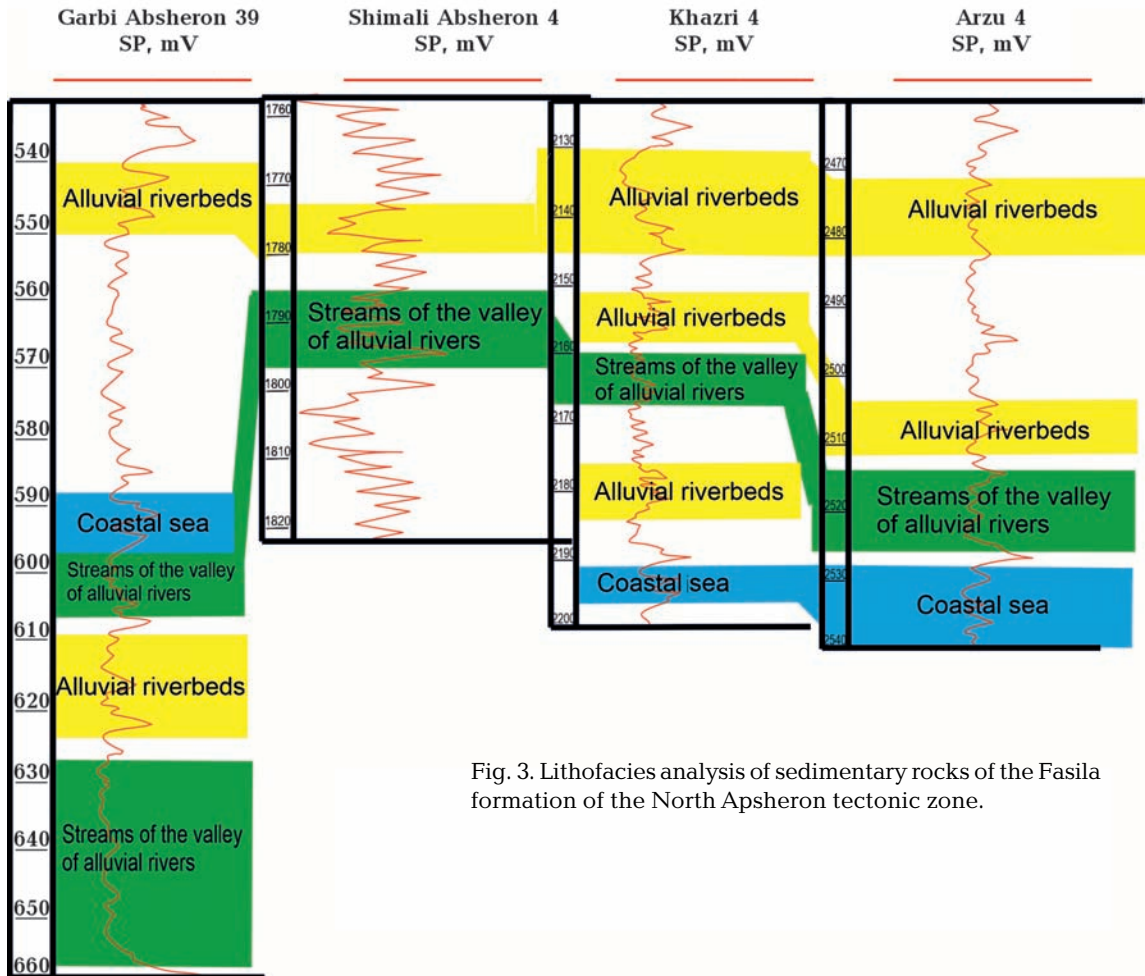 Garbi Absheron 39
SP, mV
Shimali Absheron 4
SP, mV
Khazri 4
SP, mV
Arzu 4
SP, mV
540
550
560
570
580
590
600
610
620
630
640
650
660
Alluvial riverbeds
Coastal sea
Streams of the valley
of alluvial rivers
Alluvial riverbeds
Streams of the valley
of alluvial rivers
1760
1770
1780
1790
1800
1810
1820
Streams of the valley
of alluvial rivers
2130
2140
2150
2160
2170
2180
2190
2200
Alluvial riverbeds
Alluvial riverbeds
Streams of the valley
of alluvial rivers
Alluvial riverbeds
Coastal sea
2470
2480
2490
2500
2510
2520
2530
2540
Alluvial riverbeds
Alluvial riverbeds
Streams of the valley
of alluvial rivers
Coastal sea
Fig. 3. Lithofacies analysis of sedimentary rocks of the Fasila
formation of the North Apsheron tectonic zone.